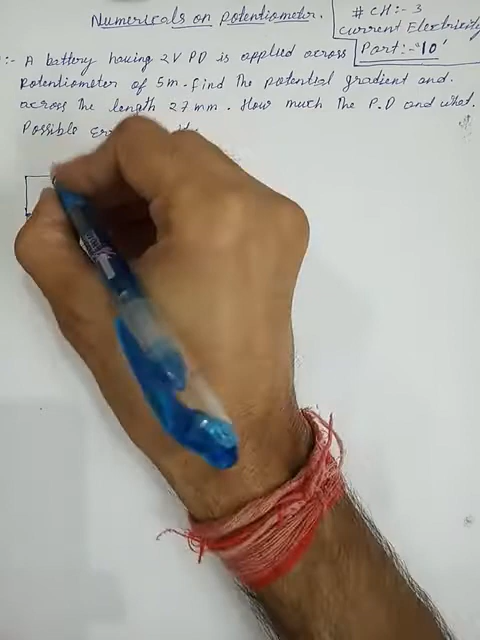 Numericals on potentiometer.
# CH:- 3
Current Electricity
Part:- "10"
:- A battery having 2V PD is applied across
Potentiometer of 5m. find the potential gradient and.
across the length 27mm. How much the P.D and what.
Possible